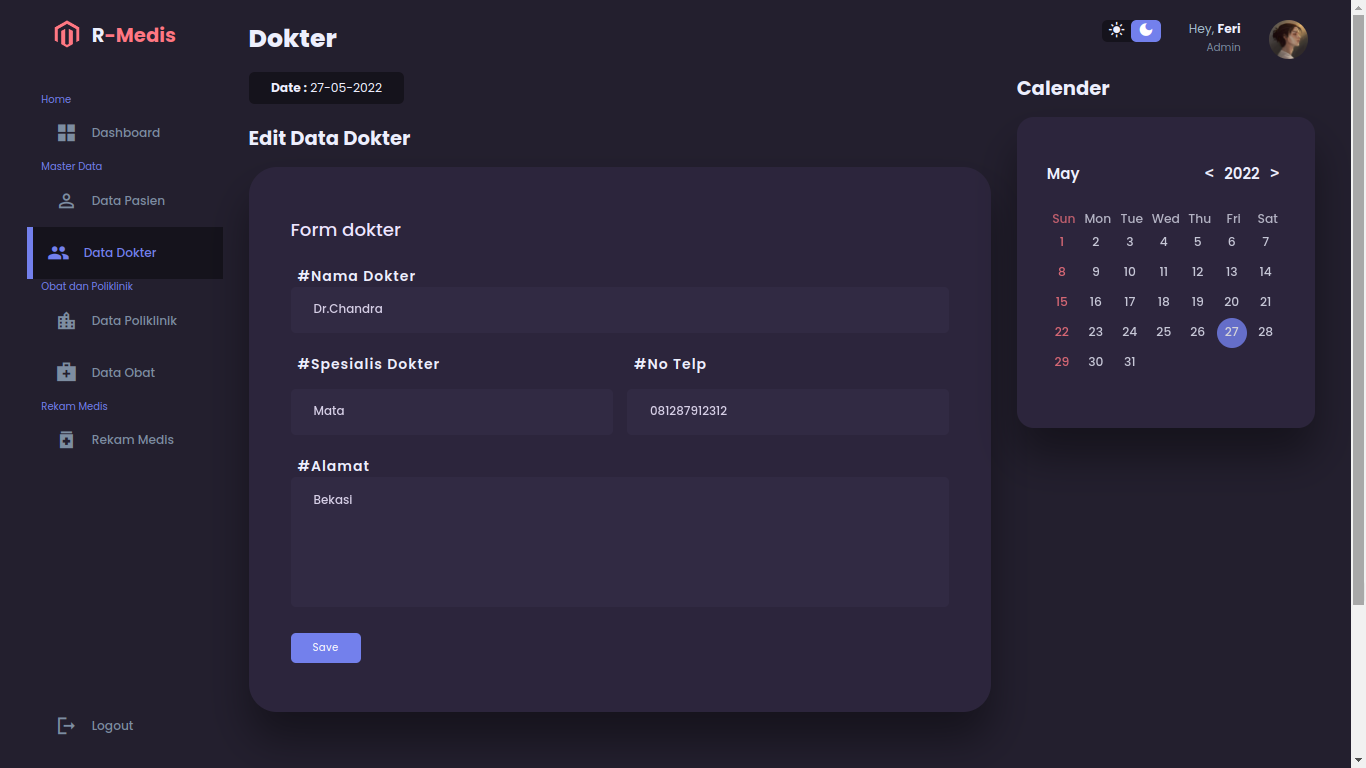 R-Medis
Home
Dashboard
Master Data
Data Pasien
Data Dokter
Obat dan Poliklinik
Data Poliklinik
Data Obat
Rekam Medis
Rekam Medis
Logout
Dokter
Date : 27-05-2022
Edit Data Dokter
Form dokter
#Nama Dokter
Dr.Chandra
#Spesialis Dokter
#No Telp
Mata
081287912312
#Alamat
Bekasi
Save
Hey, Feri
Admin
Calender
May < 2022 >
Sun Mon Tue Wed Thu Fri Sat
1 2 3 4 5 6 7
8 9 10 11 12 13 14
15 16 17 18 19 20 21
22 23 24 25 26 27 28
29 30 31